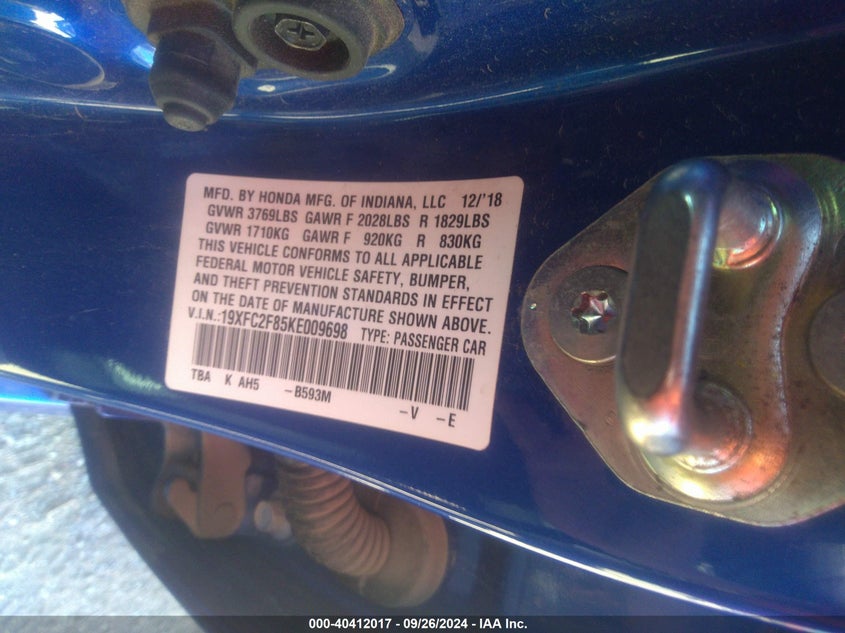 MFD. BY HONDA MFG. OF INDIANA, LLC 12/'18
GVWR 3769LBS GAWR F 2028LBS R 1829LBS
GVWR 1710KG GAWR F 920KG R 830KG
THIS VEHICLE CONFORMS TO ALL APPLICABLE
FEDERAL MOTOR VEHICLE SAFETY, BUMPER,
AND THEFT PREVENTION STANDARDS IN EFFECT
ON THE DATE OF MANUFACTURE SHOWN ABOVE.
V.I.N.:19XFC2F85KE009698 TYPE: PASSENGER CAR
TBA K AH5 -B593M -V -E
000-40412017 - 09/26/2024 - IAA Inc.